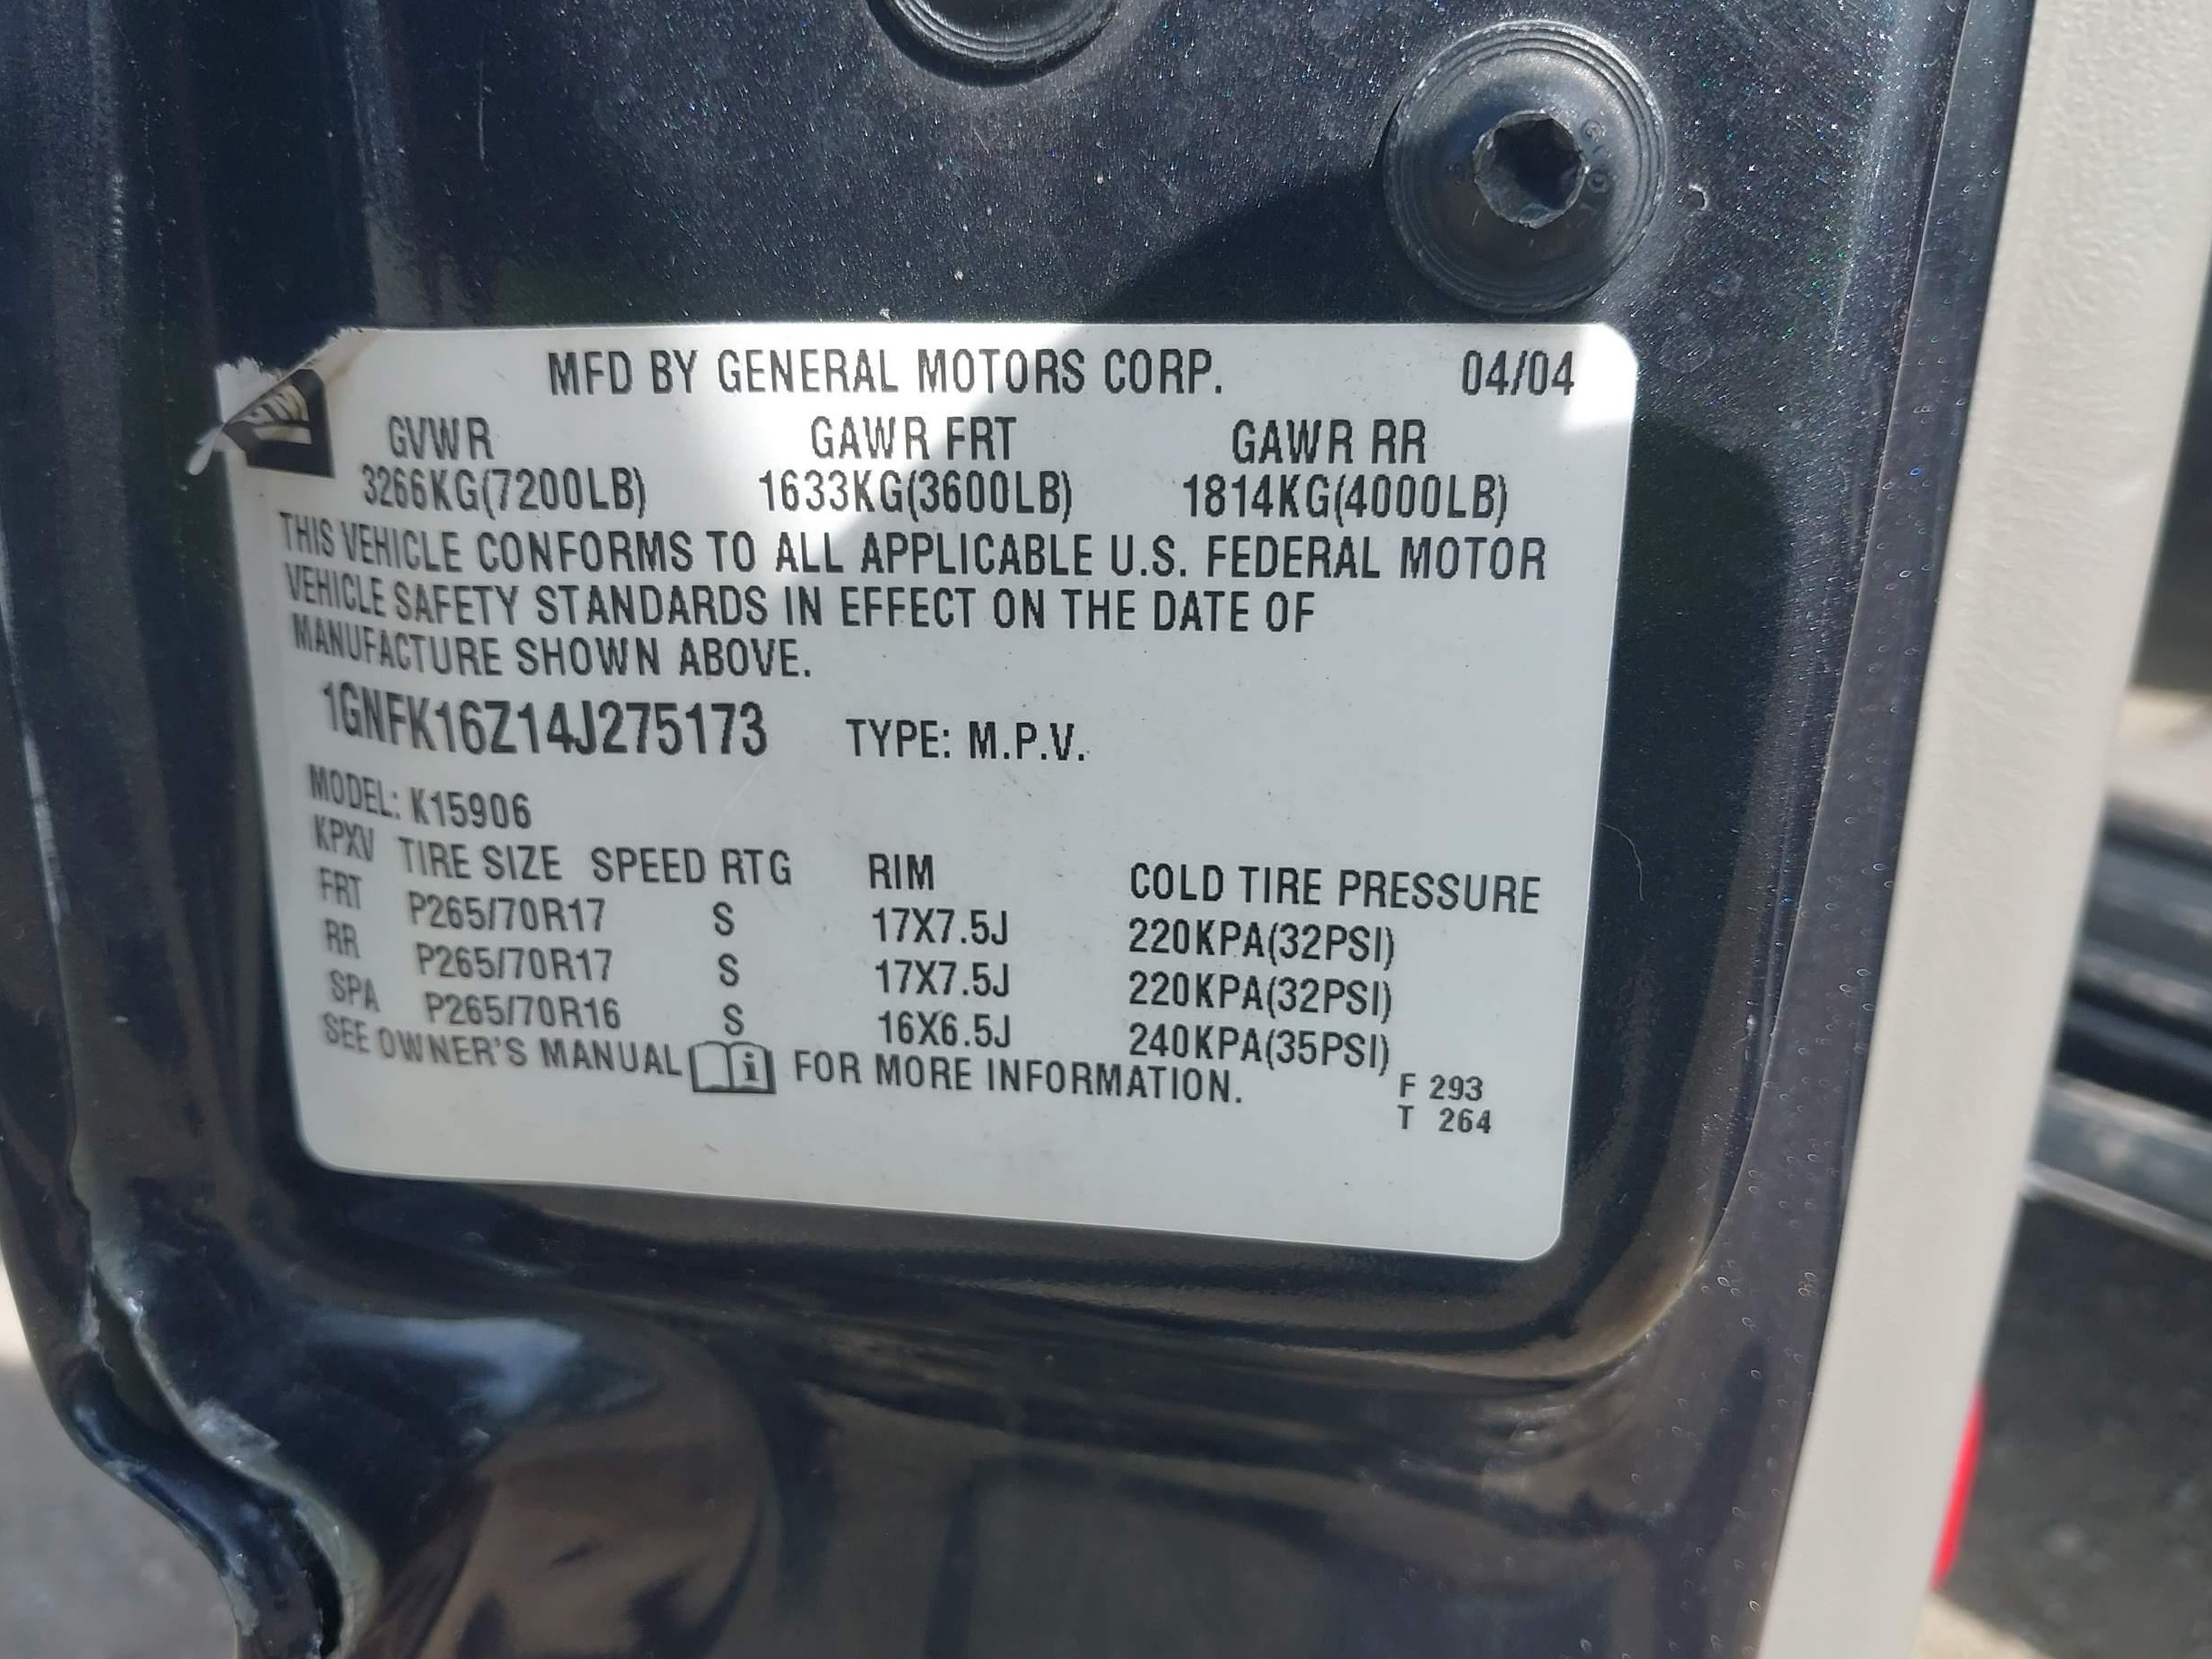 MFD BY GENERAL MOTORS CORP. 04/04
GVWR GAWR FRT GAWR RR
3266KG(7200LB) 1633KG(3600LB) 1814KG(4000LB)
THIS VEHICLE CONFORMS TO ALL APPLICABLE U.S. FEDERAL MOTOR
VEHICLE SAFETY STANDARDS IN EFFECT ON THE DATE OF
MANUFACTURE SHOWN ABOVE.
1GNFK16Z14J275173 TYPE: M.P.V.
MODEL: K15906
KPXV TIRE SIZE SPEED RTG RIM COLD TIRE PRESSURE
FRT P265/70R17 S 17X7.5J 220KPA(32PSI)
RR P265/70R17 S 17X7.5J 220KPA(32PSI)
SPA P265/70R16 S 16X6.5J 240KPA(35PSI)
SEE OWNER'S MANUAL i FOR MORE INFORMATION.
F 293
T 264